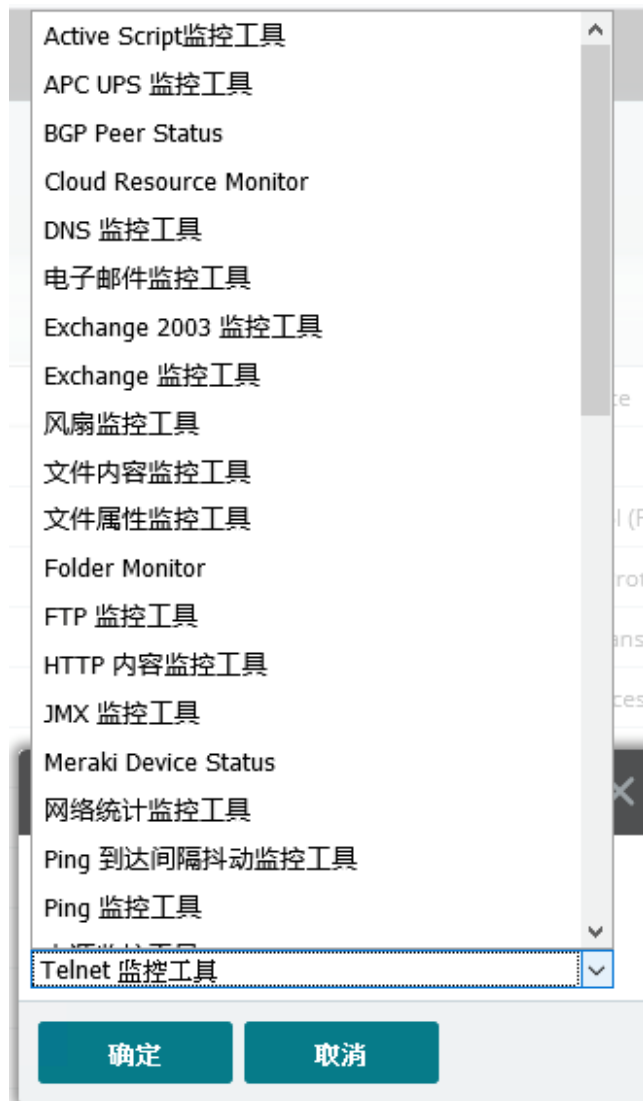 Active Script监控工具
APC UPS 监控工具
BGP Peer Status
Cloud Resource Monitor
DNS 监控工具
电子邮件监控工具
Exchange 2003 监控工具
Exchange 监控工具
风扇监控工具
文件内容监控工具
文件属性监控工具
Folder Monitor
FTP 监控工具
HTTP 内容监控工具
JMX 监控工具
Meraki Device Status
网络统计监控工具
Ping 到达间隔抖动监控工具
Ping 监控工具
Telnet 监控工具
确定 取消